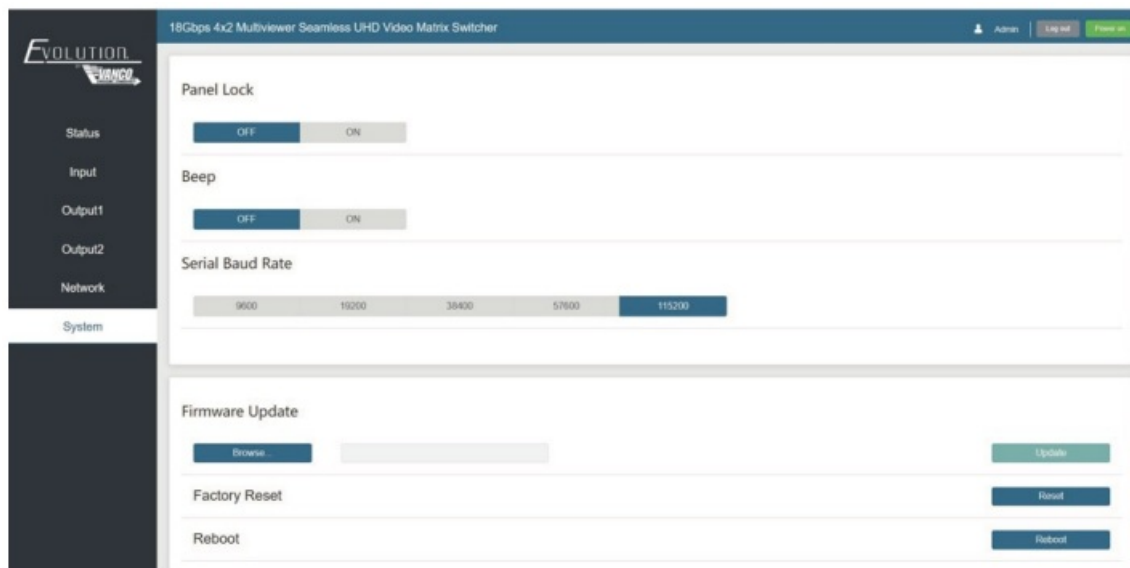 18Gbps 4x2 Multiviewer Seamless UHD Video Matrix Switcher
Admin Log out Power on
EVOLUTION
BY VANCO
Status
Input
Output1
Output2
Network
System
Panel Lock
OFF ON
Beep
OFF ON
Serial Baud Rate
9600 19200 38400 57600 115200
Firmware Update
Browse... Update
Factory Reset Reset
Reboot Reboot